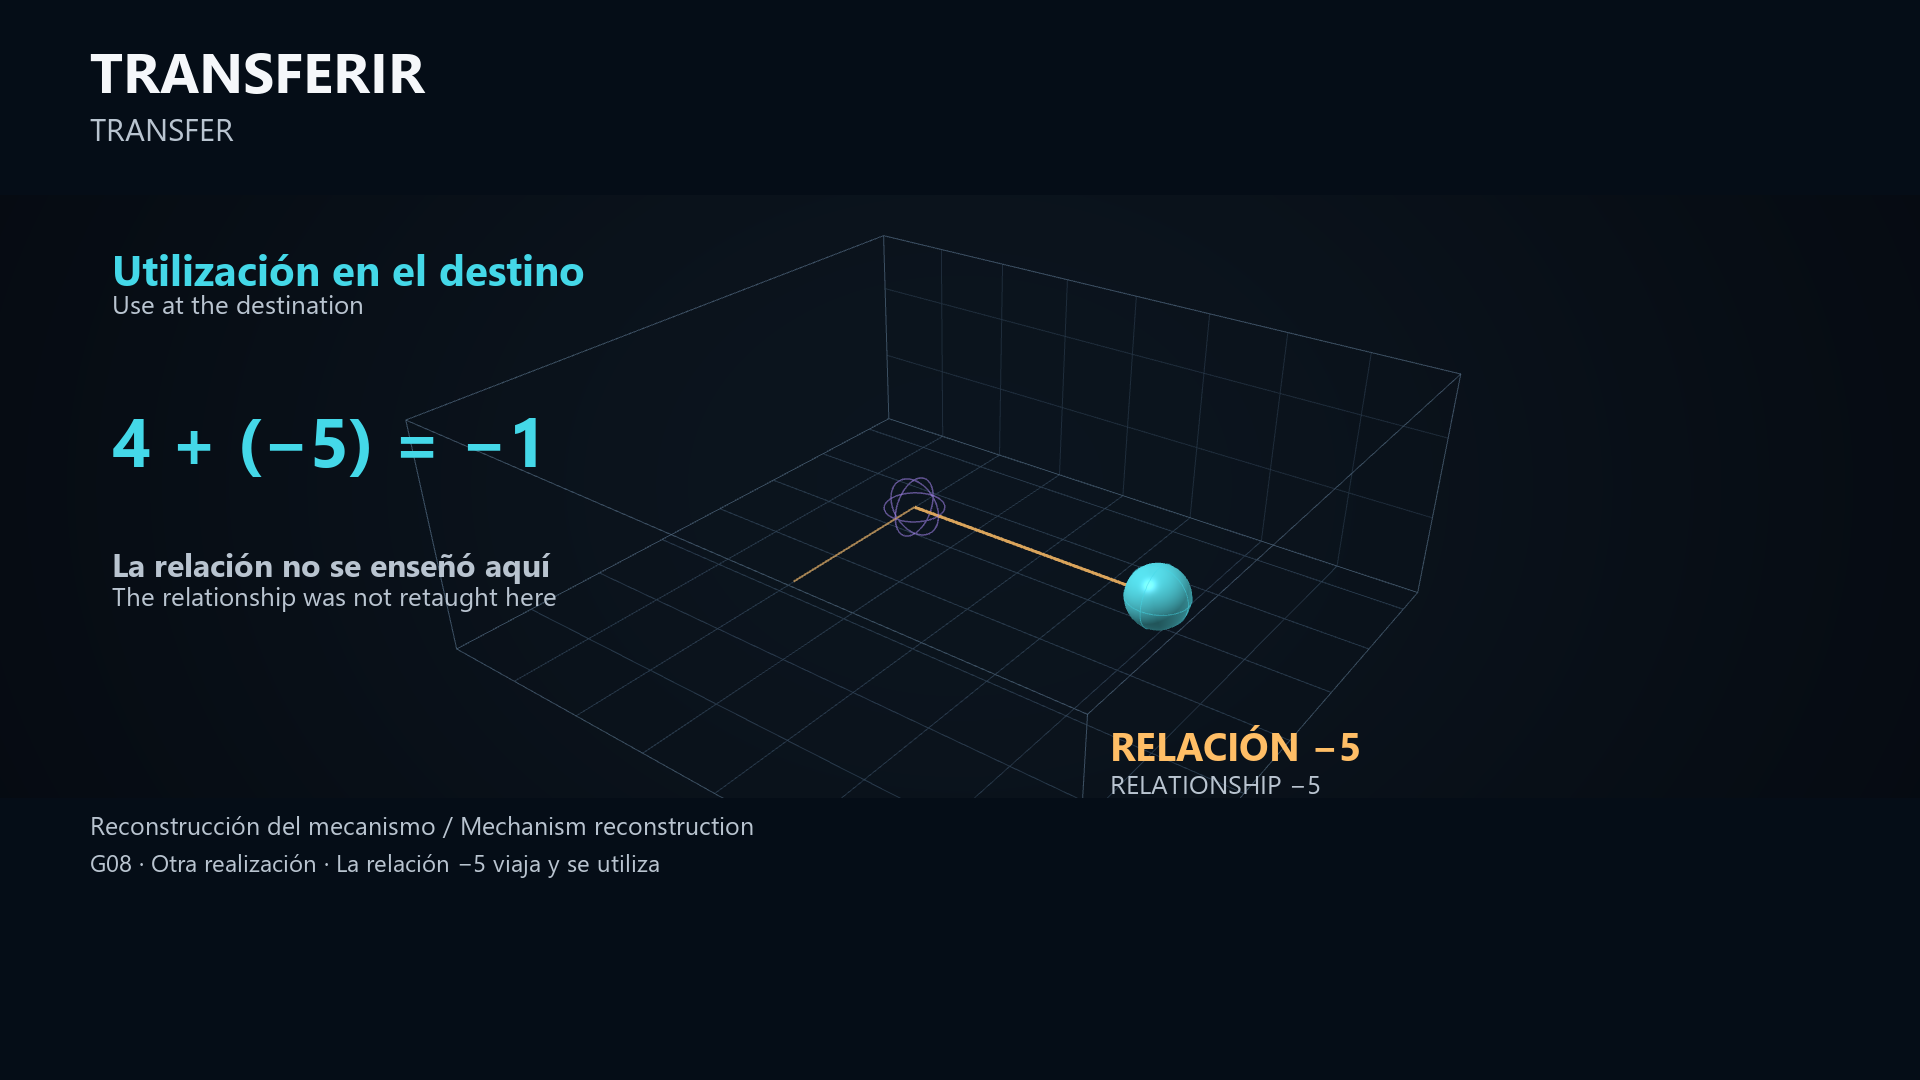 TRANSFERIR
TRANSFER
Utilización en el destino
Use at the destination
4 + (−5) = −1
La relación no se enseñó aquí
The relationship was not retaught here
RELACIÓN −5
RELATIONSHIP −5
Reconstrucción del mecanismo / Mechanism reconstruction
G08 · Otra realización · La relación −5 viaja y se utiliza